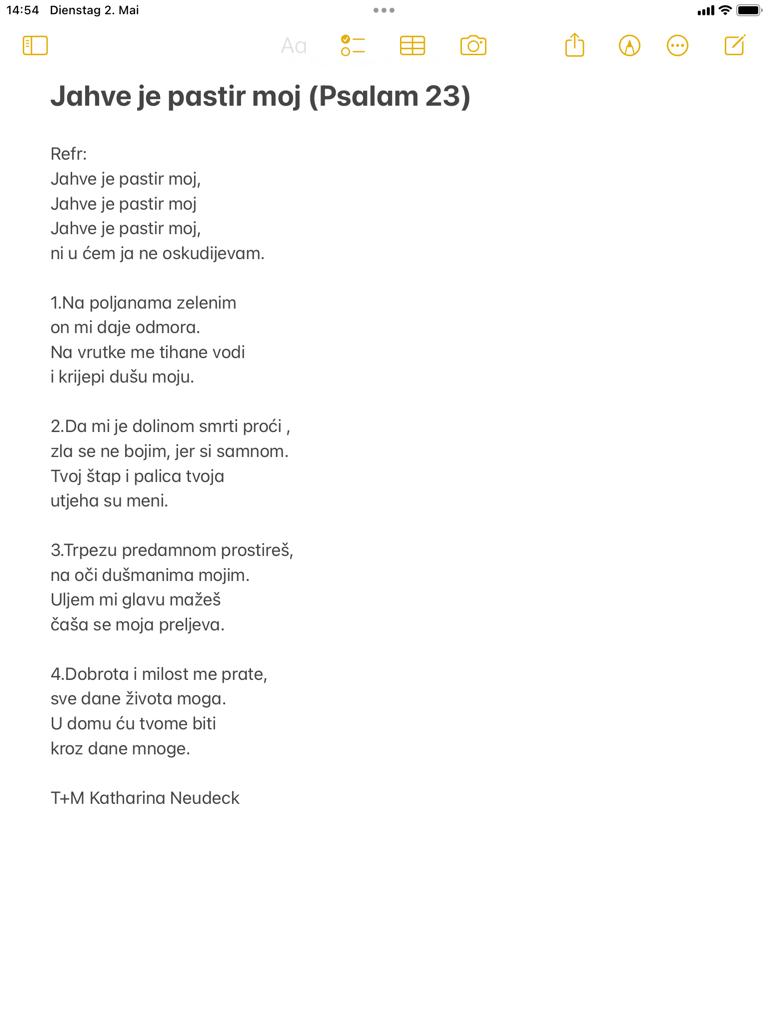 14:54 Dienstag 2. Mai
Aa
Jahve je pastir moj (Psalam 23)
Refr:
Jahve je pastir moj,
Jahve je pastir moj
Jahve je pastir moj,
ni u ćem ja ne oskudijevam.
1.Na poljanama zelenim
on mi daje odmora.
Na vrutke me tihane vodi
i krijepi dušu moju.
2.Da mi je dolinom smrti proći ,
zla se ne bojim, jer si samnom.
Tvoj štap i palica tvoja
utjeha su meni.
3.Trpezu predamnom prostireš,
na oči dušmanima mojim.
Uljem mi glavu mažeš
čaša se moja preljeva.
4.Dobrota i milost me prate,
sve dane života moga.
U domu ću tvome biti
kroz dane mnoge.
T+M Katharina Neudeck